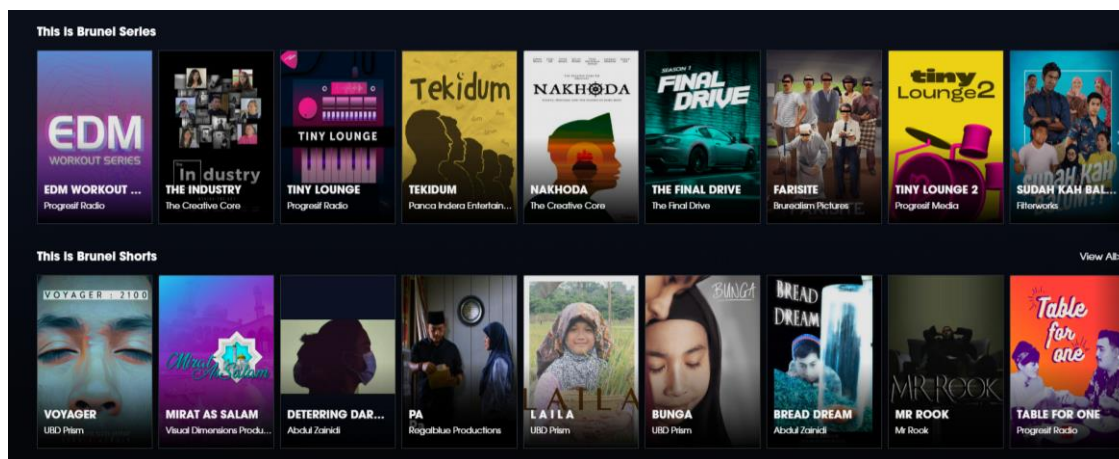 This is Brunei Series
EDM
WORKOUT SERIES
EDM WORKOUT ...
Progresif Radio
The
Industry
THE INDUSTRY
The Creative Core
TINY LOUNGE
TINY LOUNGE
Progresif Radio
Tekidum
TEKIDUM
Panca Indera Entertain...
NAKHODA
NAKHODA
The Creative Core
SEASON 1
FINAL
DRIVE
THE FINAL DRIVE
The Final Drive
FARISITE
FARISITE
Brurealism Pictures
tiny
Lounge2
TINY LOUNGE 2
Progresif Media
SUDAH KAH
BALUM??
SUDAH KAH BAL...
Filterworks
This is Brunei Shorts
View All
VOYAGER : 2100
VOYAGER
UBD Prism
Mirat
As Salam
MIRAT AS SALAM
Visual Dimensions Produ...
DETERRING DAR...
Abdul Zainidi
PA
Regalblue Productions
LAILA
LAILA
UBD Prism
BUNGA
BUNGA
UBD Prism
BREAD
DREAM
BREAD DREAM
Abdul Zainidi
MR ROOK
MR ROOK
Mr Rook
Table
for
one
TABLE FOR ONE
Progresif Radio